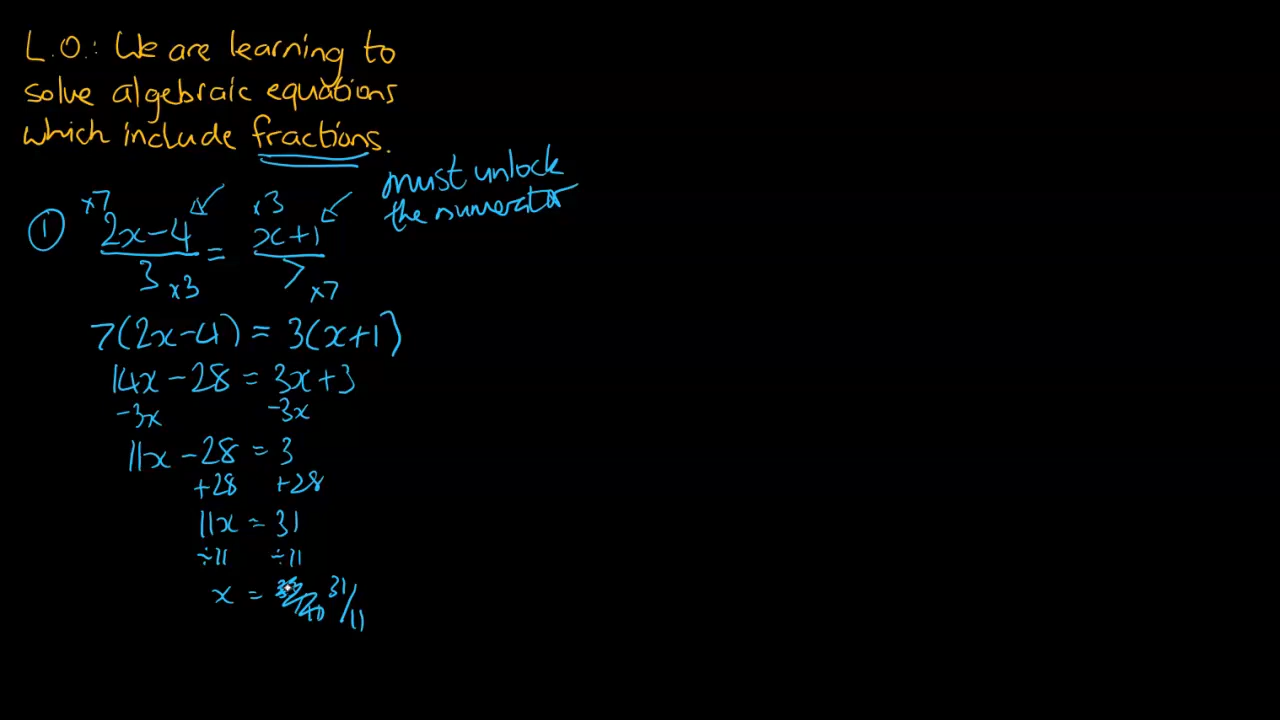 L.O.: We are learning to
solve algebraic equations
which include fractions.
must unlock
the numerator
x7 x3
① 2x-4 = x+1
3 x3 7 x7
7(2x-4) = 3(x+1)
14x - 28 = 3x + 3
-3x -3x
11x - 28 = 3
+28 +28
11x = 31
÷11 ÷11
x = 31/11